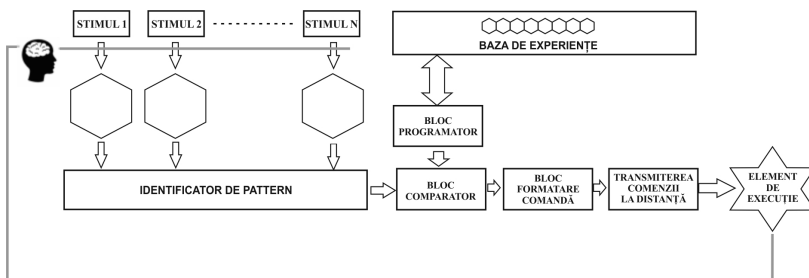 STIMUL 1
STIMUL 2
STIMUL N
BAZA DE EXPERIENȚE
BLOC
PROGRAMATOR
IDENTIFICATOR DE PATTERN
BLOC
COMPARATOR
BLOC
FORMATARE
COMANDĂ
TRANSMITEREA
COMENZII
LA DISTANȚĂ
ELEMENT
DE
EXECUȚIE